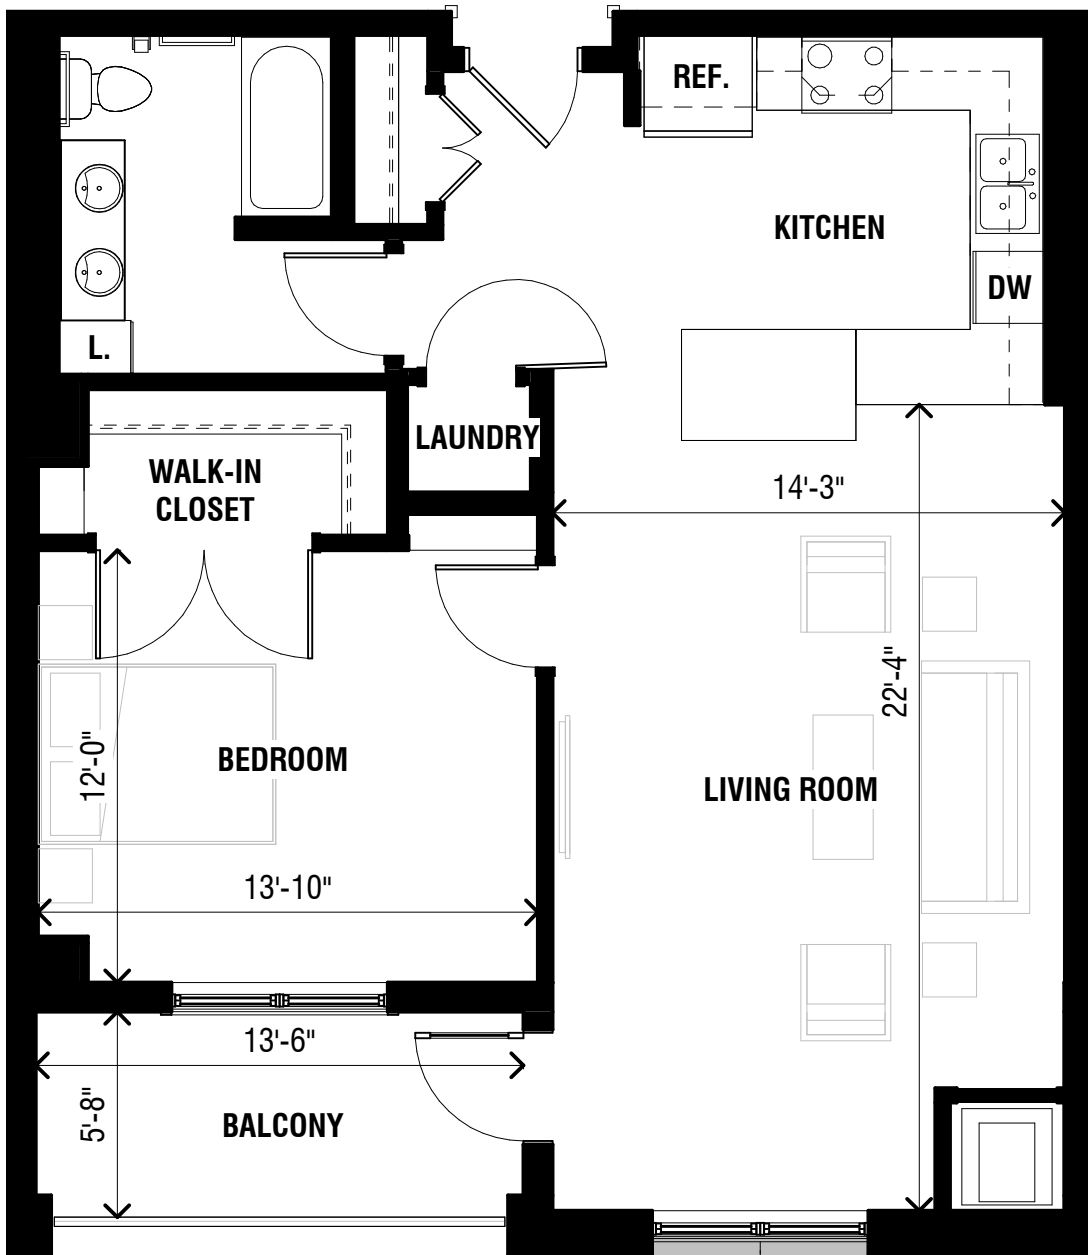 REF.
KITCHEN
DW
L.
LAUNDRY
WALK-IN
CLOSET
14'-3"
22'-4"
12'-0"
BEDROOM
LIVING ROOM
13'-10"
13'-6"
5'-8"
BALCONY